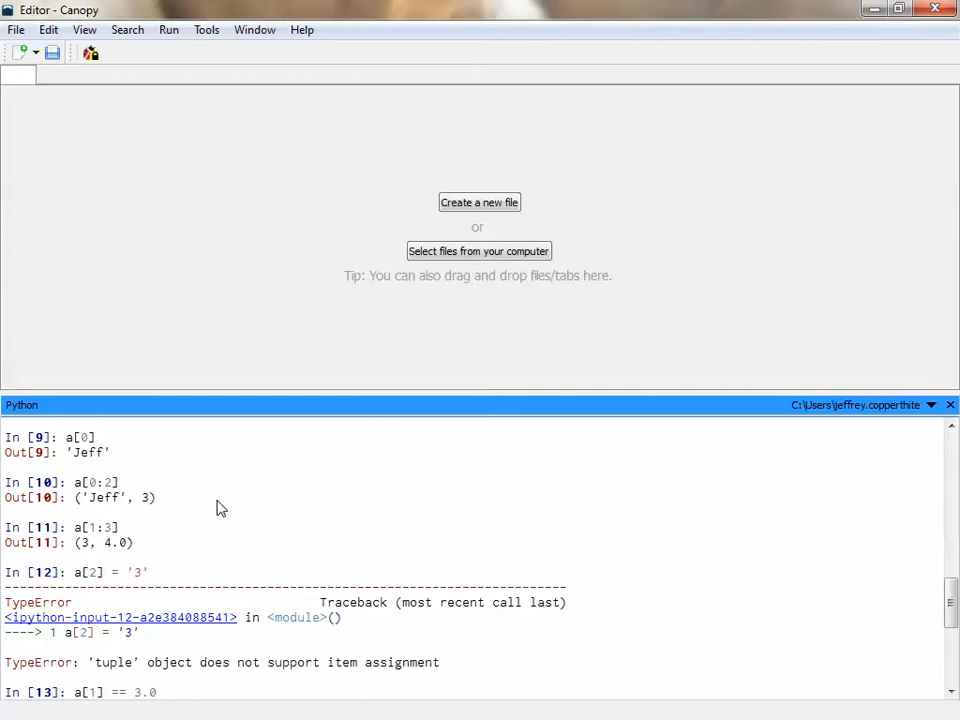 Editor - Canopy
File Edit View Search Run Tools Window Help
Create a new file
or
Select files from your computer
Tip: You can also drag and drop files/tabs here.
Python C:\Users\jeffrey.copperthite
In [9]: a[0]
Out[9]: 'Jeff'
In [10]: a[0:2]
Out[10]: ('Jeff', 3)
In [11]: a[1:3]
Out[11]: (3, 4.0)
In [12]: a[2] = '3'
---------------------------------------------------------------------------
TypeError Traceback (most recent call last)
<ipython-input-12-a2e384088541> in <module>()
----> 1 a[2] = '3'
TypeError: 'tuple' object does not support item assignment
In [13]: a[1] == 3.0